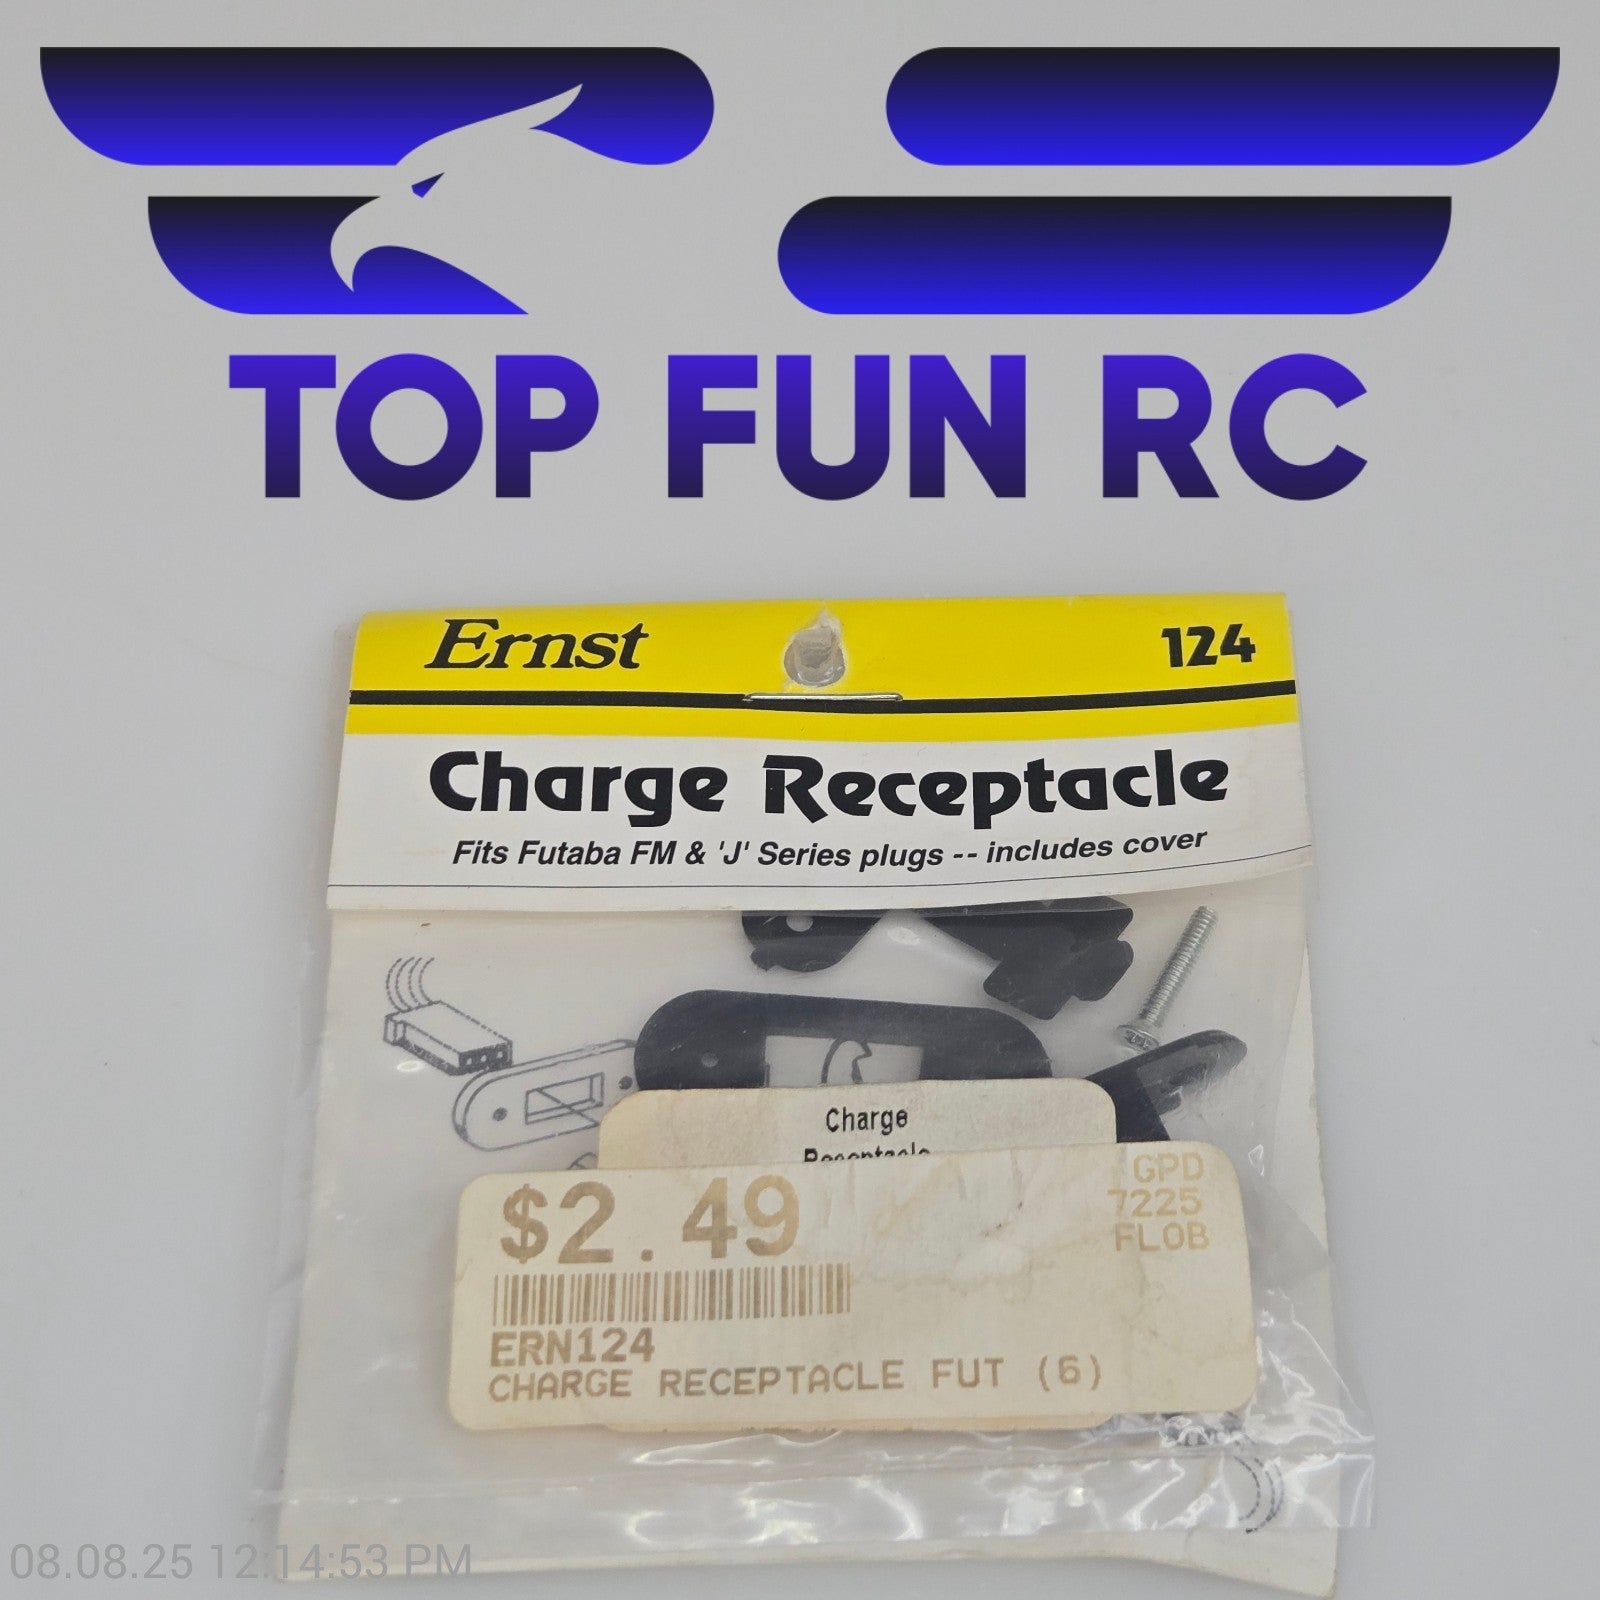 TOP FUN RC
Ernst
124
Charge Receptacle
Fits Futaba FM & 'J' Series plugs -- includes cover
Charge
Receptacle
$2.49
GPD
7225
FLOB
ERN124
CHARGE RECEPTACLE FUT (6)
08.08.25 12:14:53 PM